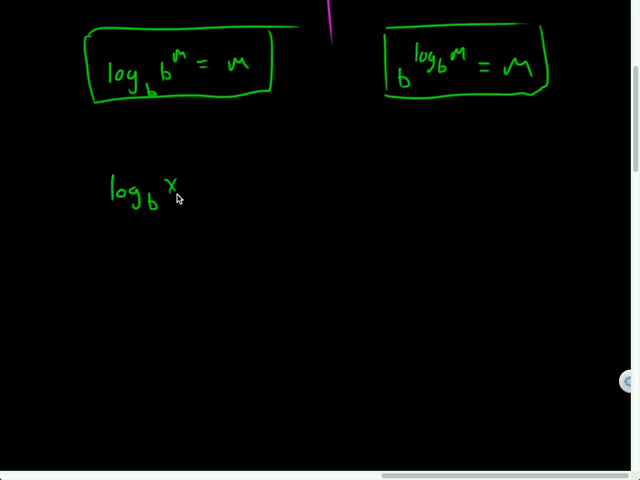 log_b b^m = m
b^(log_b m) = m
log_b x